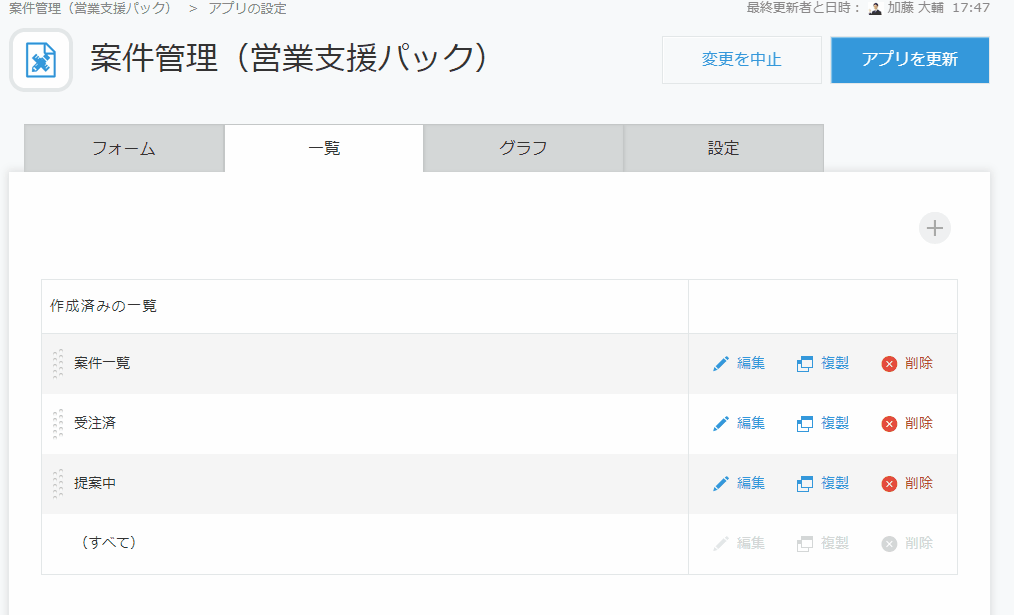 案件管理（営業支援パック） > アプリの設定
最終更新者と日時： 加藤 大輔 17:47
案件管理（営業支援パック）
変更を中止
アプリを更新
フォーム
一覧
グラフ
設定
作成済みの一覧
案件一覧 編集 複製 削除
受注済 編集 複製 削除
提案中 編集 複製 削除
（すべて） 編集 複製 削除